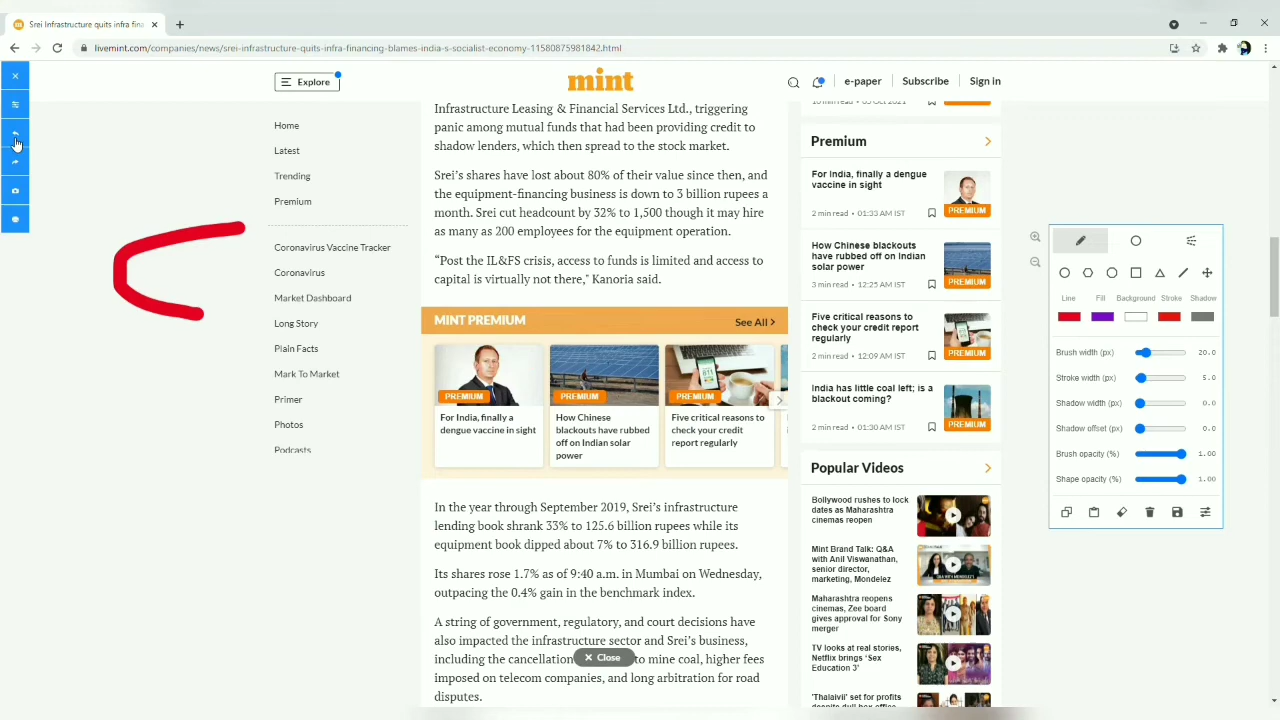 Srei Infrastructure quits infra fina
livemint.com/companies/news/srei-infrastructure-quits-infra-financing-blames-india-s-socialist-economy-11580875981842.htmlExplore
mint
e-paper
Subscribe
Sign in
Home
Latest
Trending
Premium
Coronavirus Vaccine Tracker
Coronavirus
Market Dashboard
Long Story
Plain Facts
Mark To Market
Primer
Photos
Podcasts
Infrastructure Leasing & Financial Services Ltd., triggering
panic among mutual funds that had been providing credit to
shadow lenders, which then spread to the stock market.
Srei's shares have lost about 80% of their value since then, and
the equipment-financing business is down to 3 billion rupees a
month. Srei cut headcount by 32% to 1,500 though it may hire
as many as 200 employees for the equipment operation.
“Post the IL&FS crisis, access to funds is limited and access to
capital is virtually not there," Kanoria said.
MINT PREMIUM
See All
PREMIUM
For India, finally a
dengue vaccine in sight
PREMIUM
How Chinese
blackouts have rubbed
off on Indian solar
power
PREMIUM
Five critical reasons to
check your credit
report regularly
In the year through September 2019, Srei's infrastructure
lending book shrank 33% to 125.6 billion rupees while its
equipment book dipped about 7% to 316.9 billion rupees.
Its shares rose 1.7% as of 9:40 a.m. in Mumbai on Wednesday,
outpacing the 0.4% gain in the benchmark index.
A string of government, regulatory, and court decisions have
also impacted the infrastructure sector and Srei's business,
including the cancellation to mine coal, higher fees
Close
imposed on telecom companies, and long arbitration for road
disputes.
10 min read • 05 Oct 2021
Premium
For India, finally a dengue
vaccine in sight
2 min read • 01:33 AM IST
PREMIUM
How Chinese blackouts have
rubbed off on Indian solar
power
3 min read • 12:25 AM IST
PREMIUM
Five critical reasons to
check your credit report
regularly
2 min read • 12:09 AM IST
PREMIUM
India has little coal left; is a
blackout coming?
2 min read • 01:30 AM IST
PREMIUM
Popular Videos
Bollywood rushes to lock
dates as Maharashtra
cinemas reopen
Mint Brand Talk: Q&A
with Anil Viswanathan,
senior director,
marketing, Mondelez
Maharashtra reopens
cinemas, Zee board
gives approval for Sony
merger
TV looks at real stories,
Netflix brings ‘Sex
Education 3’
'Thalaivii' set for profits
despite dull box office
Line Fill Background Stroke Shadow
Brush width (px) 20.0
Stroke width (px) 5.0
Shadow width (px) 0.0
Shadow offset (px) 0.0
Brush opacity (%) 1.00
Shape opacity (%) 1.00